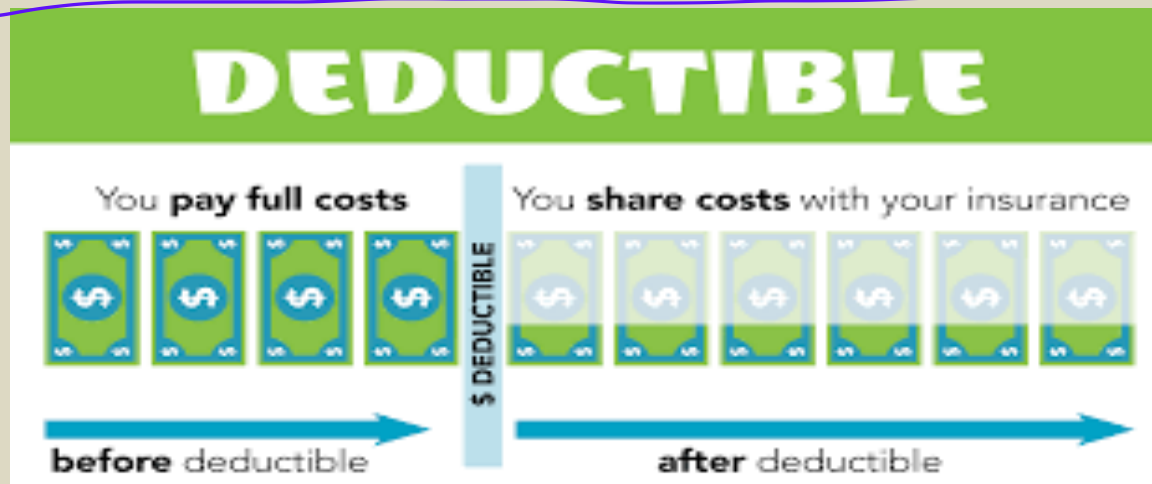 DEDUCTIBLE
You pay full costs
You share costs with your insurance
$ $ $ $ $ $ $ $ $ $
$ DEDUCTIBLE
before deductible
after deductible